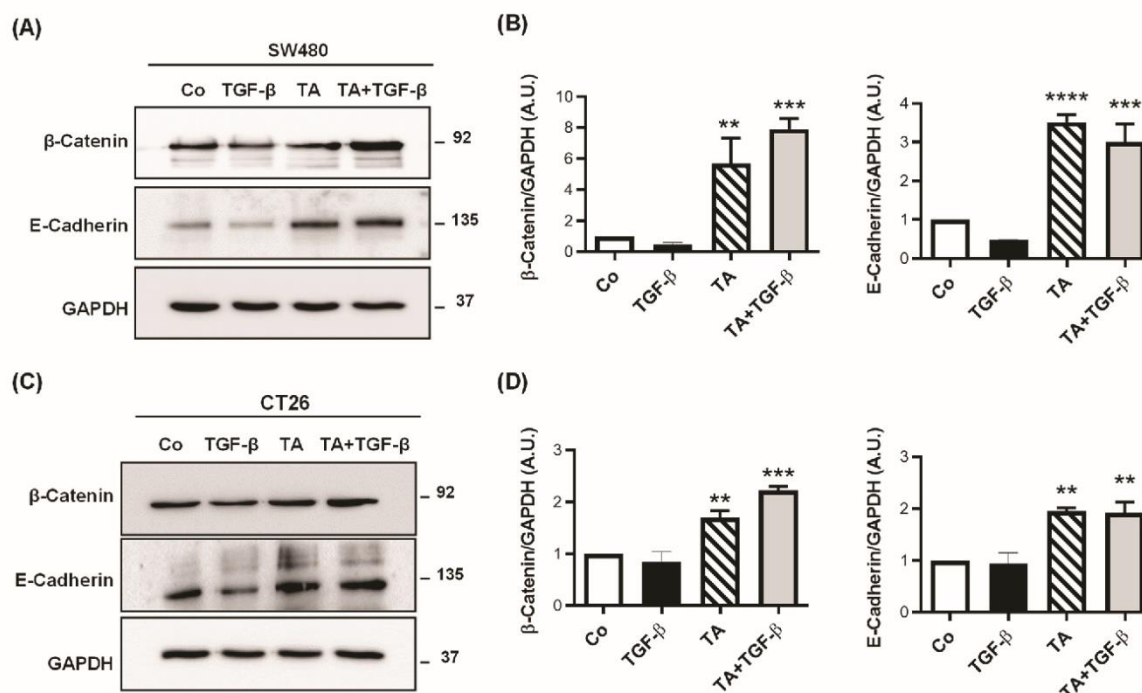 (A)
SW480
Co TGF-β TA TA+TGF-β
β-Catenin
92
E-Cadherin
135
GAPDH
37
(B)
β-Catenin/GAPDH (A.U.)
10
8
6
4
2
0
**
***
Co
TGF-β
TA
TA+TGF-β
E-Cadherin/GAPDH (A.U.)
4
3
2
1
0
****
***
Co
TGF-β
TA
TA+TGF-β
(C)
CT26
Co TGF-β TA TA+TGF-β
β-Catenin
92
E-Cadherin
135
GAPDH
37
(D)
β-Catenin/GAPDH (A.U.)
3
2
1
0
**
***
Co
TGF-β
TA
TA+TGF-β
E-Cadherin/GAPDH (A.U.)
3
2
1
0
**
**
Co
TGF-β
TA
TA+TGF-β